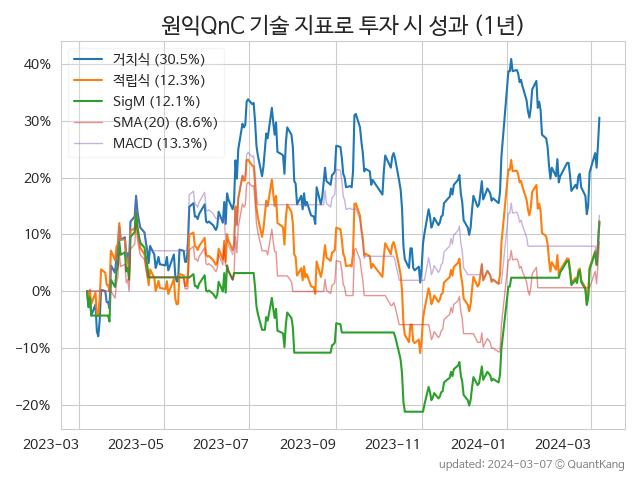 원익QnC 기술 지표로 투자 시 성과 (1년)
거치식 (30.5%)
적립식 (12.3%)
SigM (12.1%)
SMA(20) (8.6%)
MACD (13.3%)
40%
30%
20%
10%
0%
−10%
−20%
2023-03
2023-05
2023-07
2023-09
2023-11
2024-01
2024-03
updated: 2024-03-07 © QuantKang